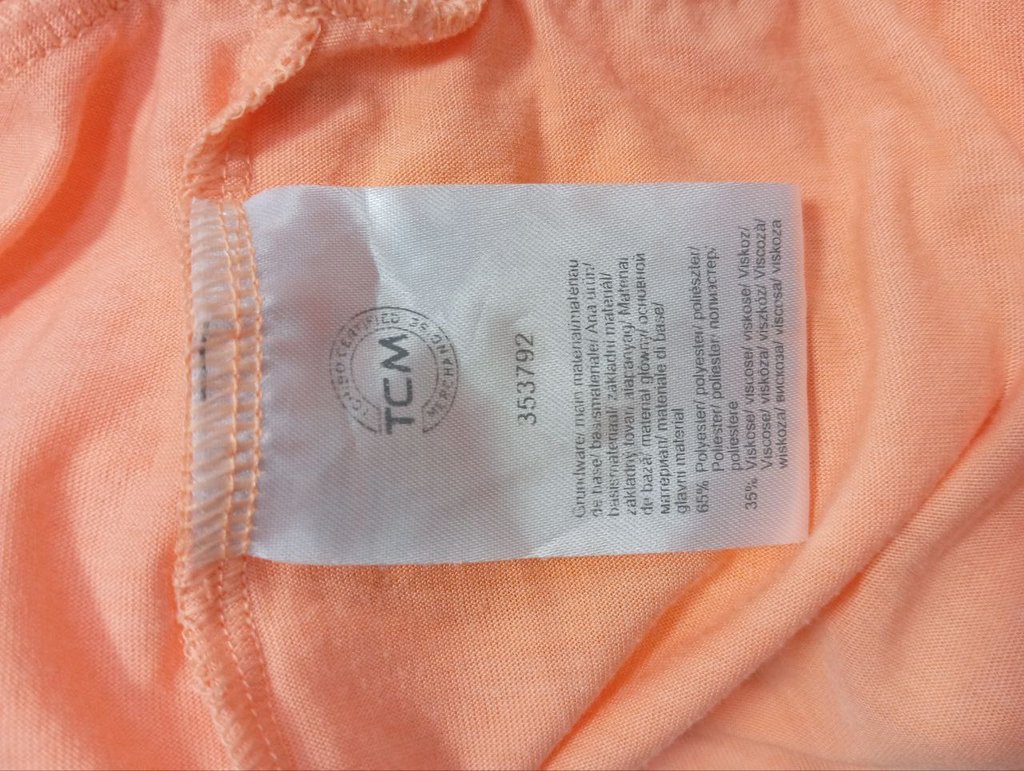 TCM
353792
Grundware/ main material/matériau
de base/ basismateriale/ Ana ürün/
basismateriaal/ základní materiál/
základný tovar/ alapanyag/ Material
de bază/ materiał główny/ основной
материал/ materiale di base/
glavni material
65% Polyester/ polyester/ poliészter/
Poliester/ poliester/ полиэстер/
poliestere
35% Viskose/ viscose/ viskose/ Viskoz/
Viscose/ viskóza/ viszkóz/ Viscoză/
wiskoza/ вискоза/ viscosa/ viskoza